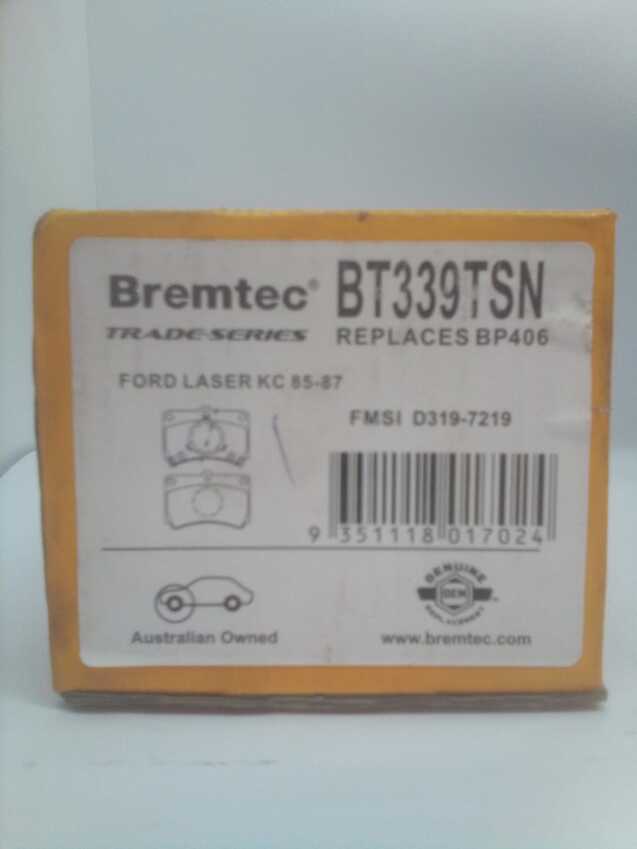 Bremtec® BT339TSN
TRADE-SERIES REPLACES BP406
FORD LASER KC 85-87
FMSI D319-7219
9 351118 017024
GENUINE
OEM
REPLACEMENT
Australian Owned www.bremtec.com